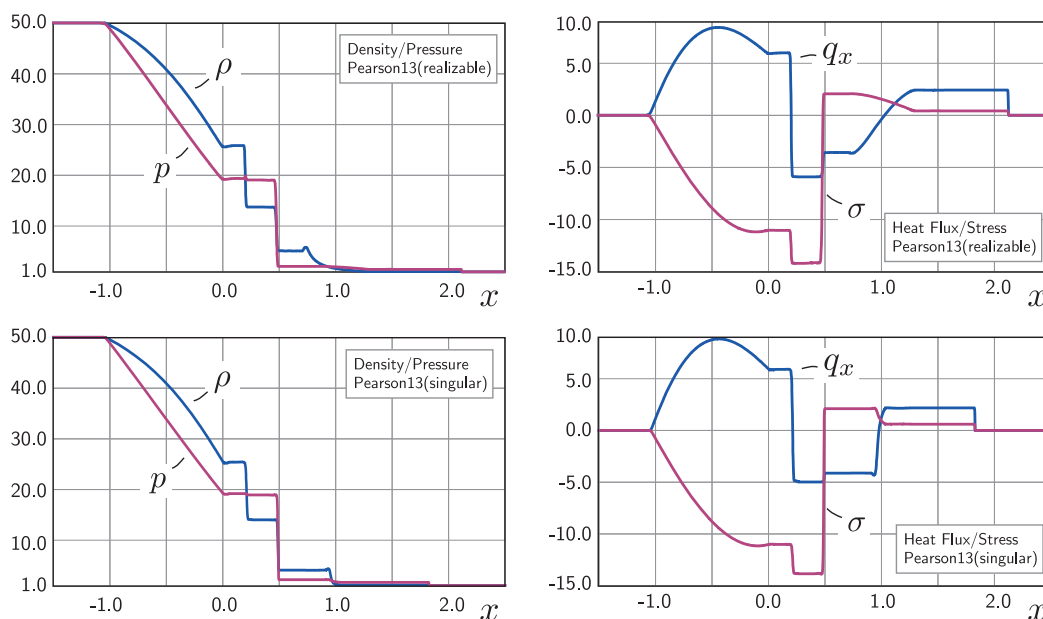 50.0
40.0
30.0
20.0
10.0
1.0
-1.0
0.0
1.0
2.0
x
ρ
p
Density/Pressure
Pearson13(realizable)
10.0
5.0
0.0
-5.0
-10.0
-15.0
-1.0
0.0
1.0
2.0
x
qx
σ
Heat Flux/Stress
Pearson13(realizable)
50.0
40.0
30.0
20.0
10.0
1.0
-1.0
0.0
1.0
2.0
x
ρ
p
Density/Pressure
Pearson13(singular)
10.0
5.0
0.0
-5.0
-10.0
-15.0
-1.0
0.0
1.0
2.0
x
qx
σ
Heat Flux/Stress
Pearson13(singular)